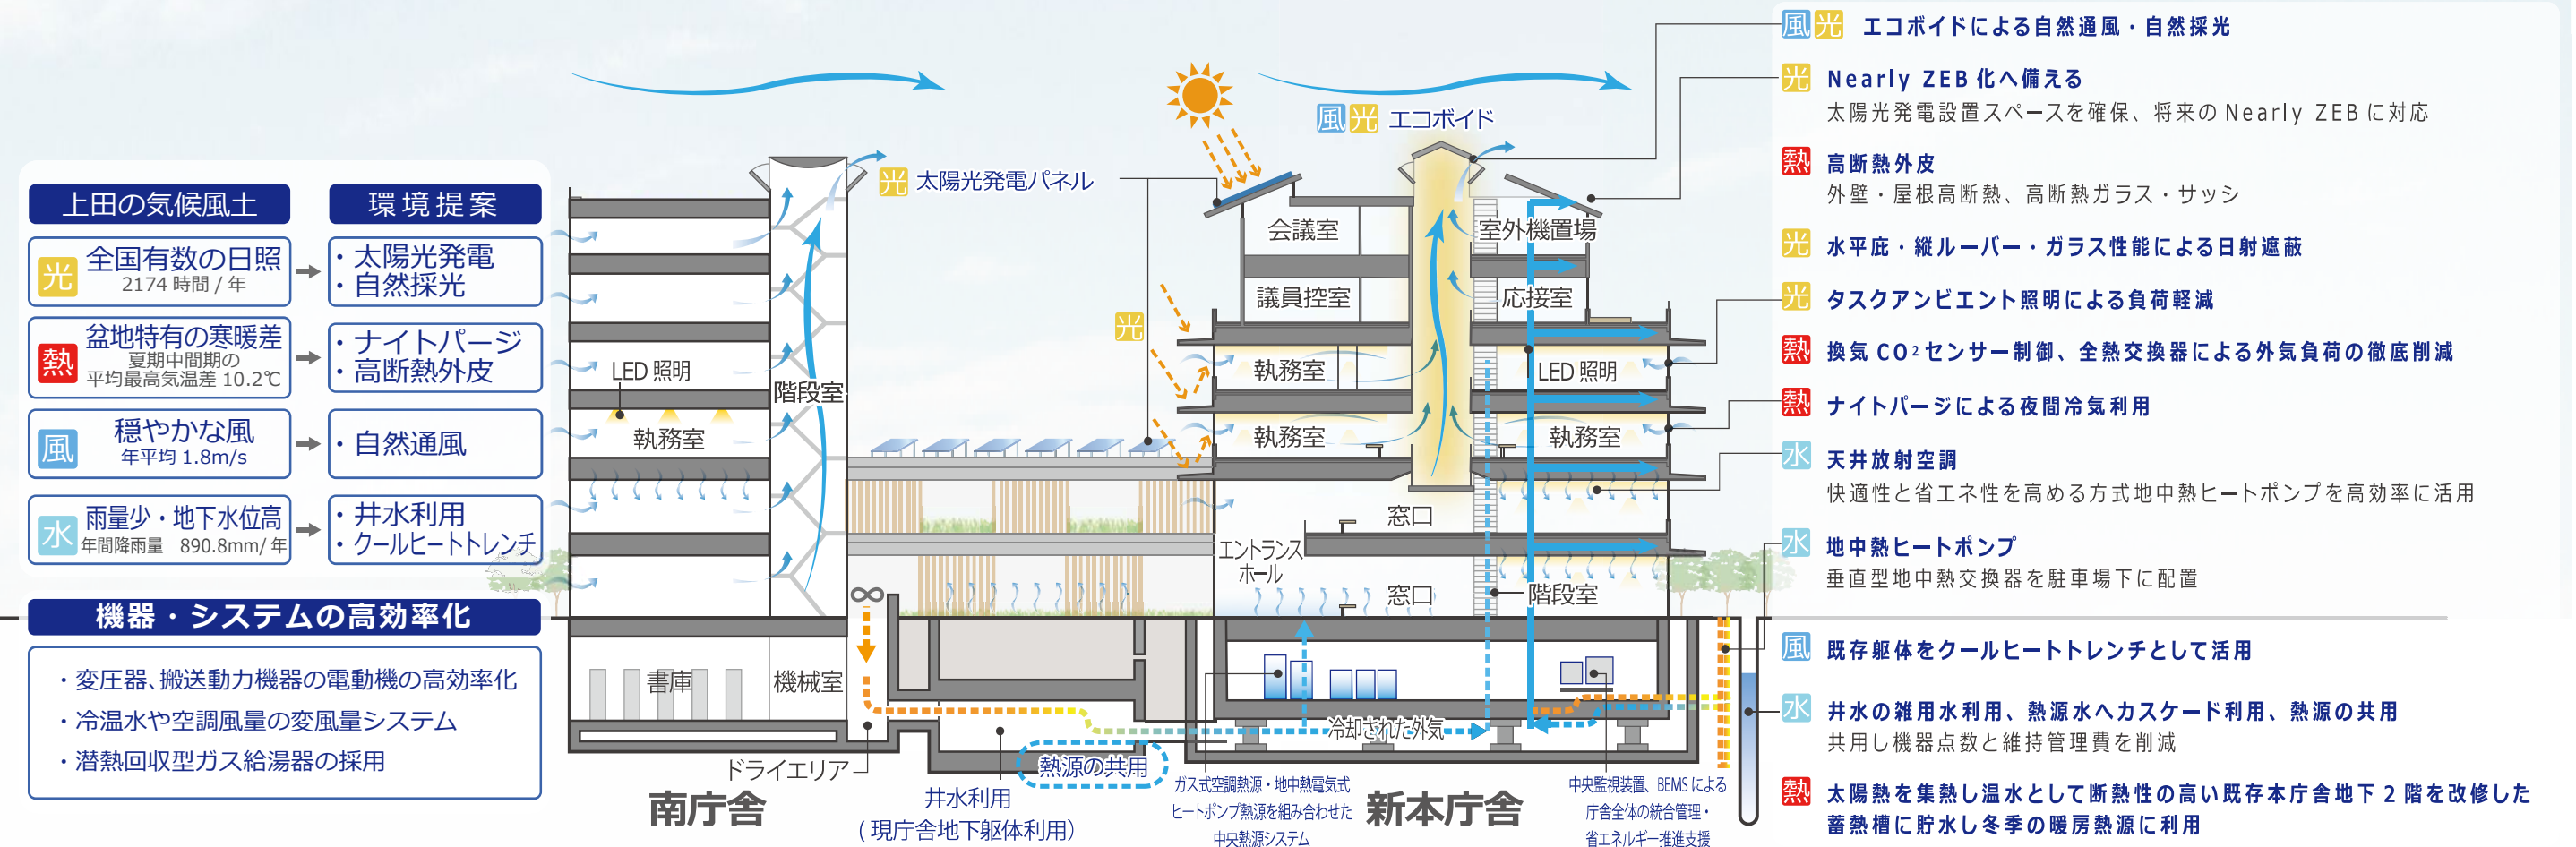 上田の気候風土
環境提案
光
全国有数の日照
2174 時間 / 年
・太陽光発電
・自然採光
熱
盆地特有の寒暖差
夏期中間期の
平均最高気温差 10.2℃
・ナイトパージ
・高断熱外皮
風
穏やかな風
年平均 1.8m/s
・自然通風
水
雨量少・地下水位高
年間降雨量 890.8mm/ 年
・井水利用
・クールヒートトレンチ
機器・システムの高効率化
・変圧器、搬送動力機器の電動機の高効率化
・冷温水や空調風量の変風量システム
・潜熱回収型ガス給湯器の採用
光 太陽光発電パネル
LED 照明
執務室
階段室
書庫
機械室
ドライエリア
南庁舎
井水利用
( 現庁舎地下躯体利用)
熱源の共用
光
風 光 エコボイド
会議室
室外機置場
議員控室
応接室
執務室
LED 照明
執務室
執務室
窓口
エントランス
ホール
窓口
階段室
冷却された外気
ガス式空調熱源・地中熱電気式
ヒートポンプ熱源を組み合わせた
中央熱源システム
新本庁舎
中央監視装置、BEMS による
庁舎全体の統合管理・
省エネルギー推進支援
風 光 エコボイドによる自然通風・自然採光
光 Nearly ZEB 化へ備える
太陽光発電設置スペースを確保、将来の Nearly ZEB に対応
熱 高断熱外皮
外壁・屋根高断熱、高断熱ガラス・サッシ
光 水平庇・縦ルーバー・ガラス性能による日射遮蔽
光 タスクアンビエント照明による負荷軽減
熱 換気 CO² センサー制御、全熱交換器による外気負荷の徹底削減
熱 ナイトパージによる夜間冷気利用
水 天井放射空調
快適性と省エネ性を高める方式地中熱ヒートポンプを高効率に活用
水 地中熱ヒートポンプ
垂直型地中熱交換器を駐車場下に配置
風 既存躯体をクールヒートトレンチとして活用
水 井水の雑用水利用、熱源水へカスケード利用、熱源の共用
共用し機器点数と維持管理費を削減
熱 太陽熱を集熱し温水として断熱性の高い既存本庁舎地下 2 階を改修した
蓄熱槽に貯水し冬季の暖房熱源に利用